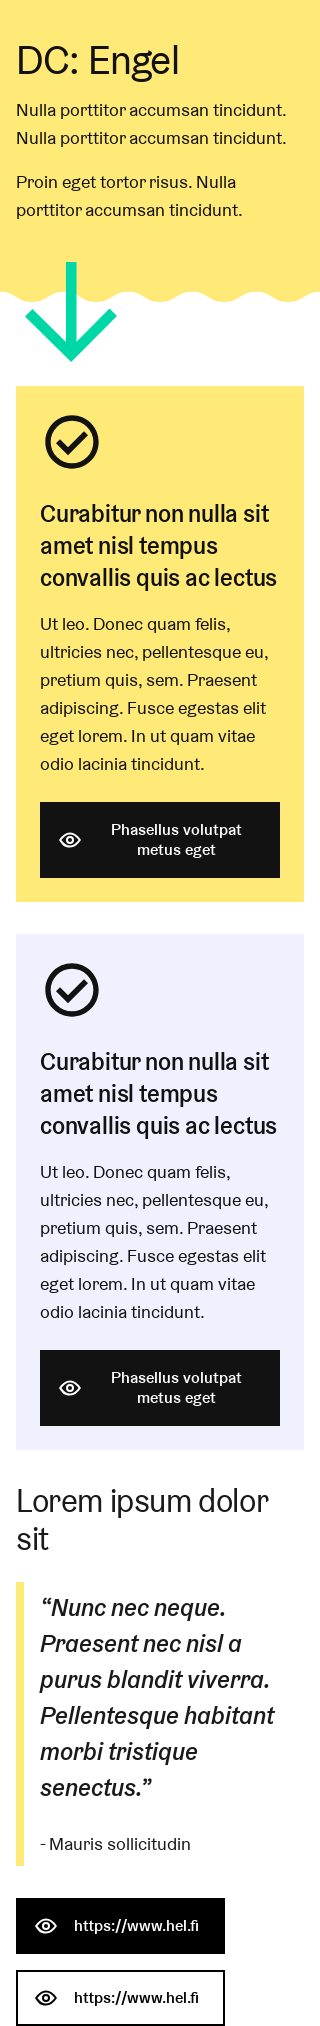 DC: Engel
Nulla porttitor accumsan tincidunt.
Nulla porttitor accumsan tincidunt.
Proin eget tortor risus. Nulla
porttitor accumsan tincidunt.
Curabitur non nulla sit
amet nisl tempus
convallis quis ac lectus
Ut leo. Donec quam felis,
ultricies nec, pellentesque eu,
pretium quis, sem. Praesent
adipiscing. Fusce egestas elit
eget lorem. In ut quam vitae
odio lacinia tincidunt.
Phasellus volutpat
metus eget
Curabitur non nulla sit
amet nisl tempus
convallis quis ac lectus
Ut leo. Donec quam felis,
ultricies nec, pellentesque eu,
pretium quis, sem. Praesent
adipiscing. Fusce egestas elit
eget lorem. In ut quam vitae
odio lacinia tincidunt.
Phasellus volutpat
metus eget
Lorem ipsum dolor
sit
“Nunc nec neque.
Praesent nec nisl a
purus blandit viverra.
Pellentesque habitant
morbi tristique
senectus.”
- Mauris sollicitudin
https://www.hel.fi
https://www.hel.fi